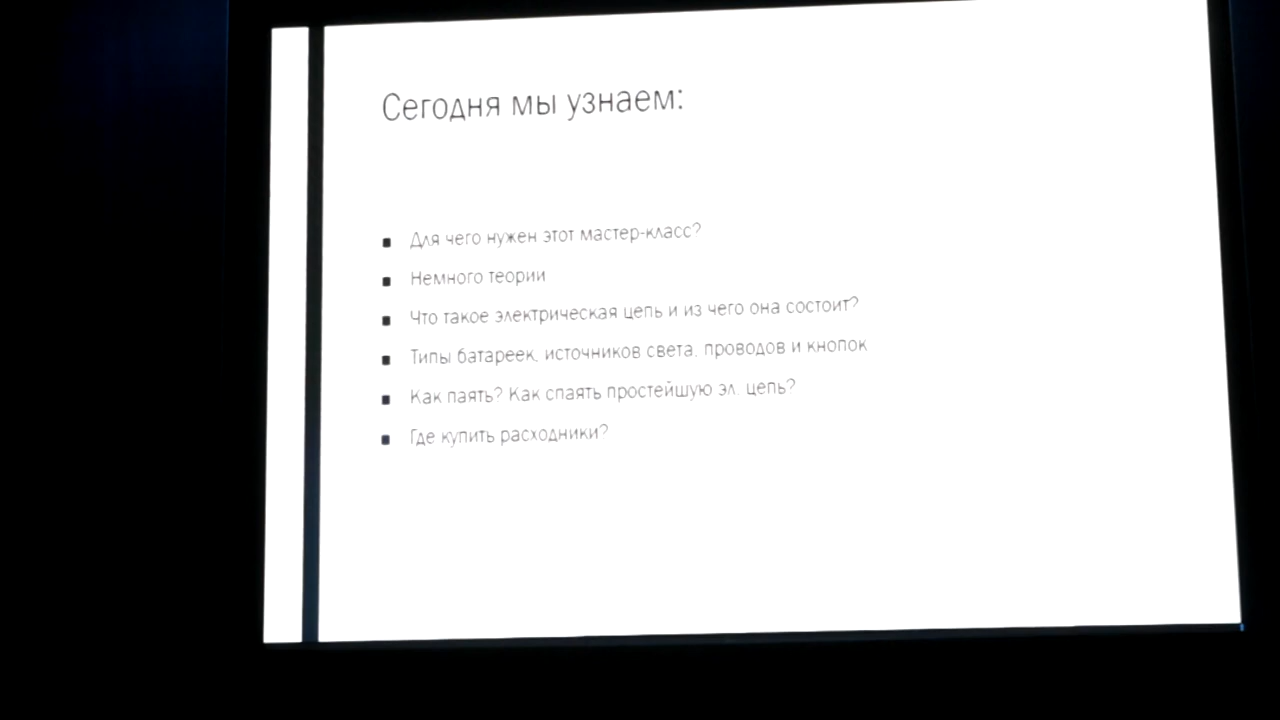 Сегодня мы узнаем:
Для чего нужен этот мастер-класс?
Немного теории
Что такое электрическая цепь и из чего она состоит?
Типы батареек, источников света, проводов и кнопок
Как паять? Как спаять простейшую эл. цепь?
Где купить расходники?